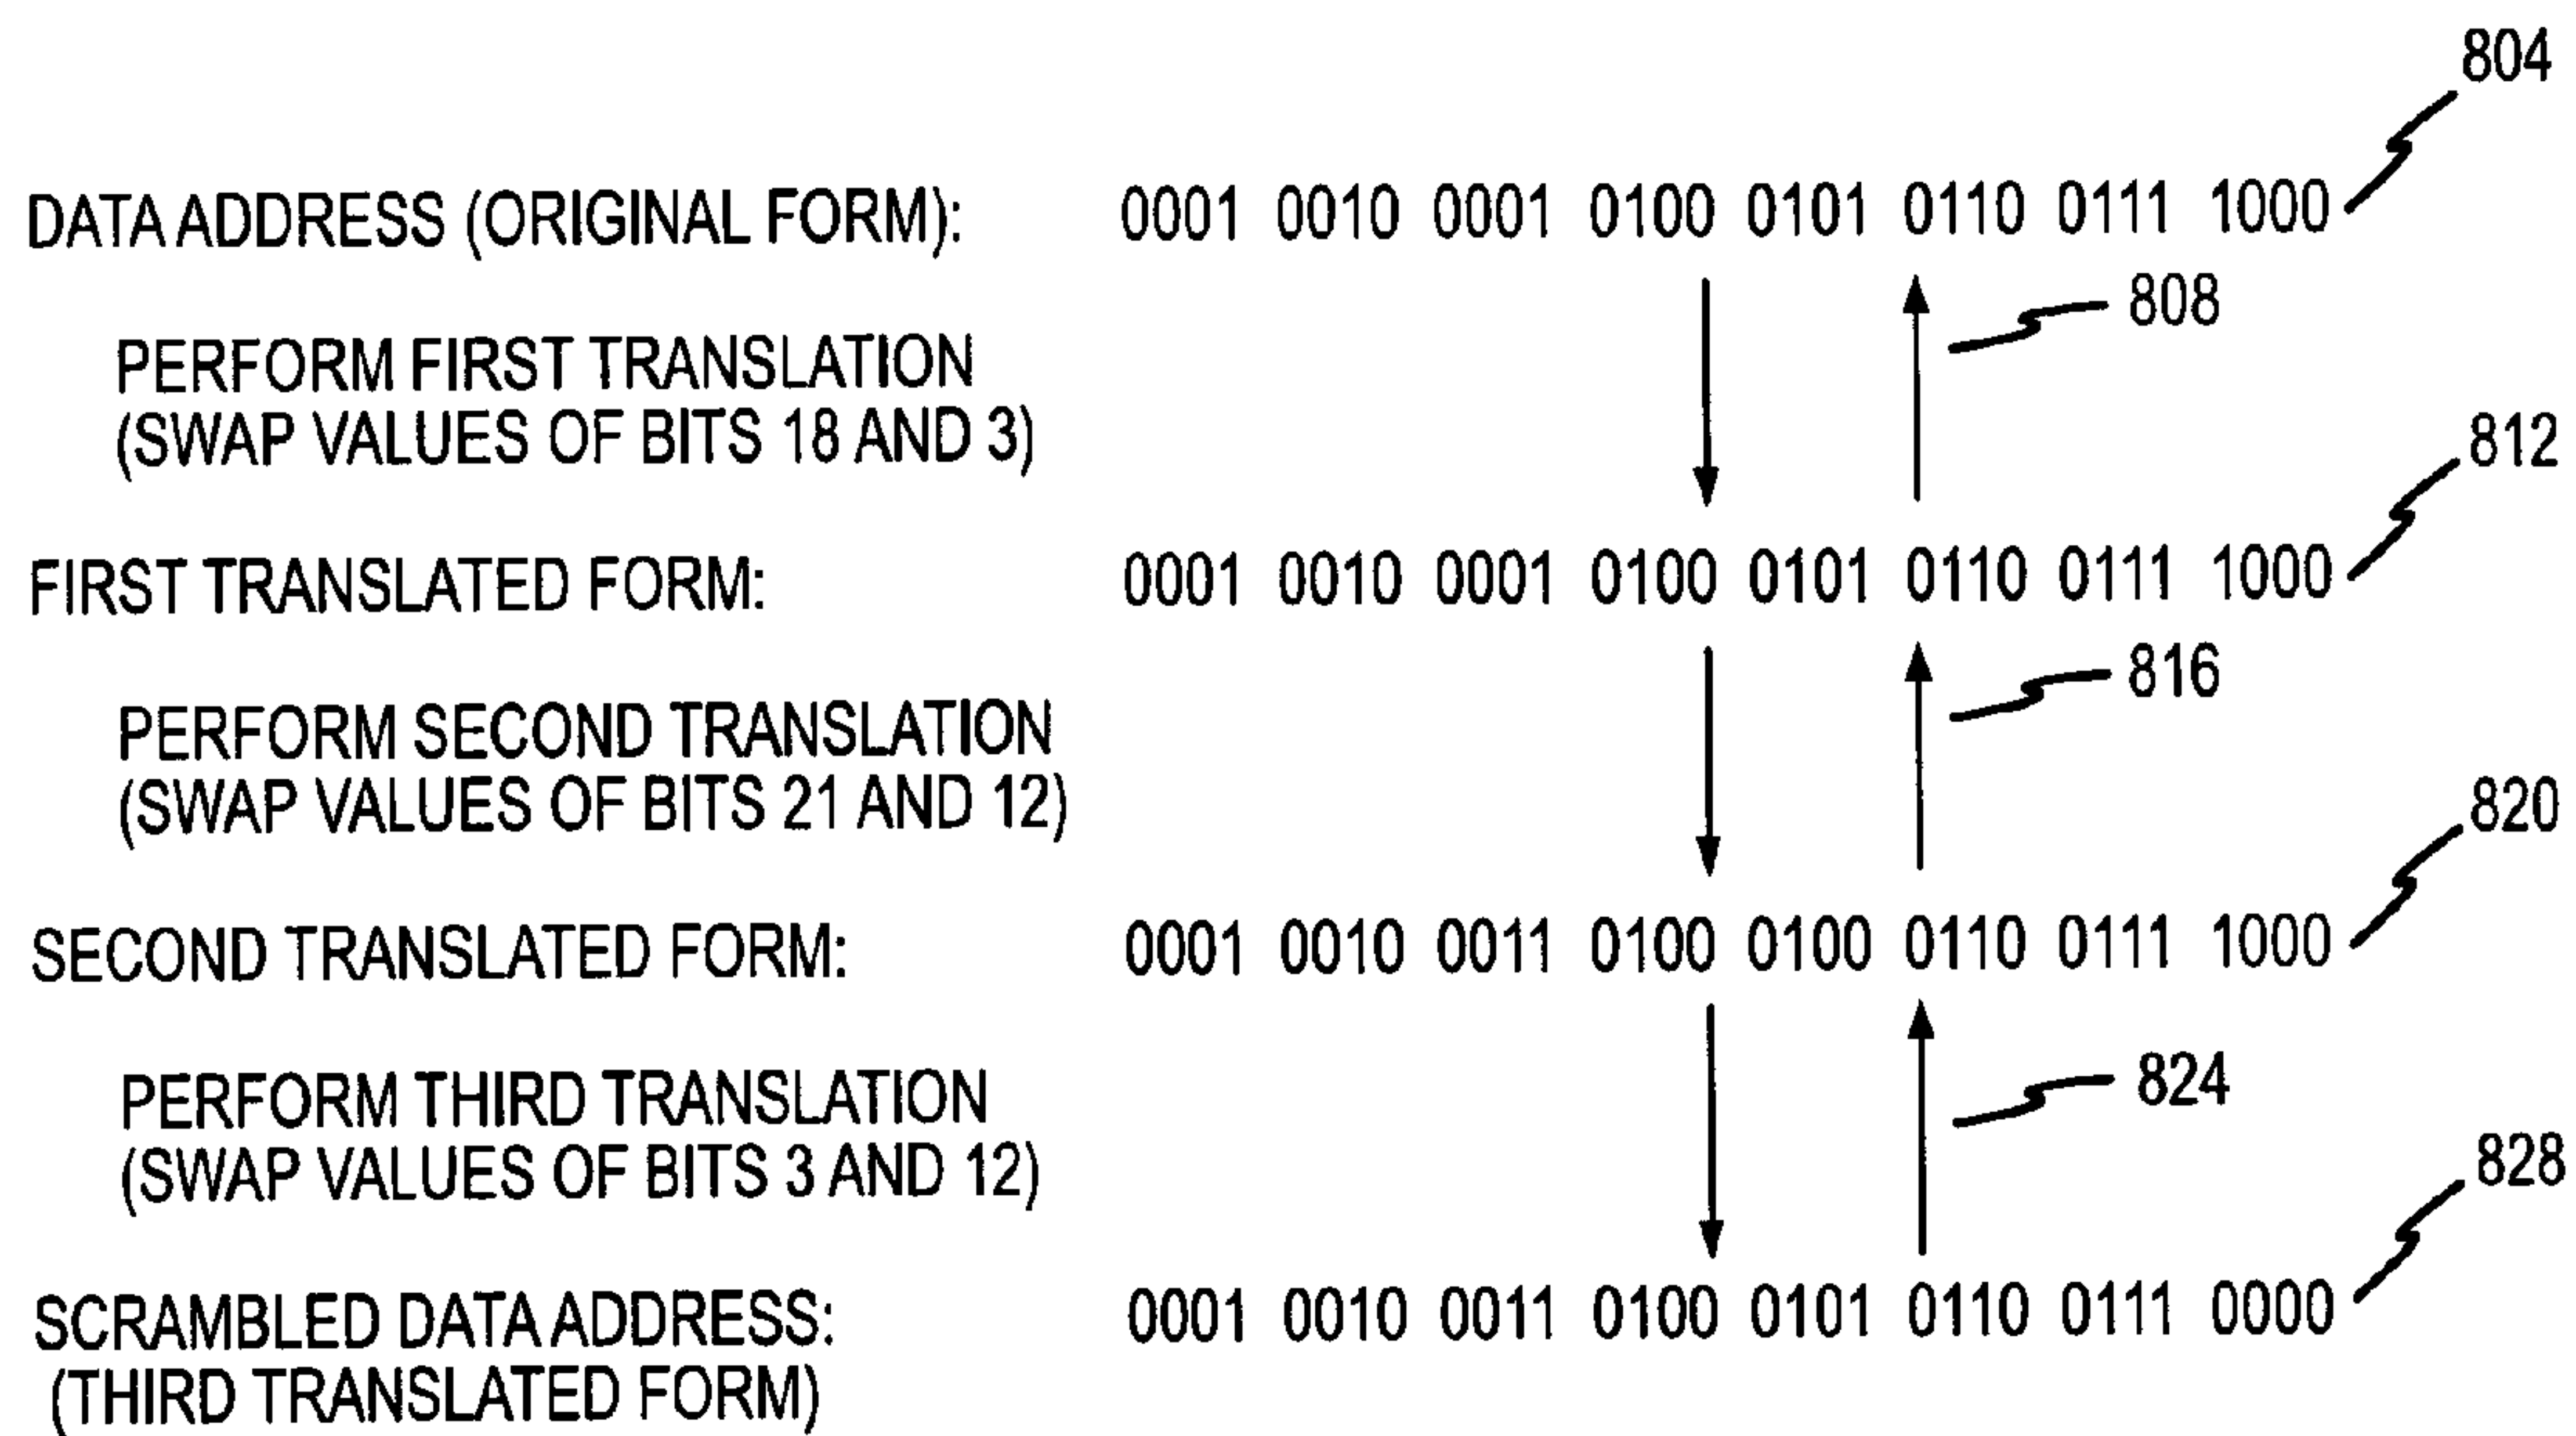 804
DATA ADDRESS (ORIGINAL FORM): 0001 0010 0001 0100 0101 0110 0111 1000
808
PERFORM FIRST TRANSLATION
(SWAP VALUES OF BITS 18 AND 3)
812
FIRST TRANSLATED FORM: 0001 0010 0001 0100 0101 0110 0111 1000
816
PERFORM SECOND TRANSLATION
(SWAP VALUES OF BITS 21 AND 12)
820
SECOND TRANSLATED FORM: 0001 0010 0011 0100 0100 0110 0111 1000
824
PERFORM THIRD TRANSLATION
(SWAP VALUES OF BITS 3 AND 12)
828
SCRAMBLED DATA ADDRESS: 0001 0010 0011 0100 0101 0110 0111 0000
(THIRD TRANSLATED FORM)